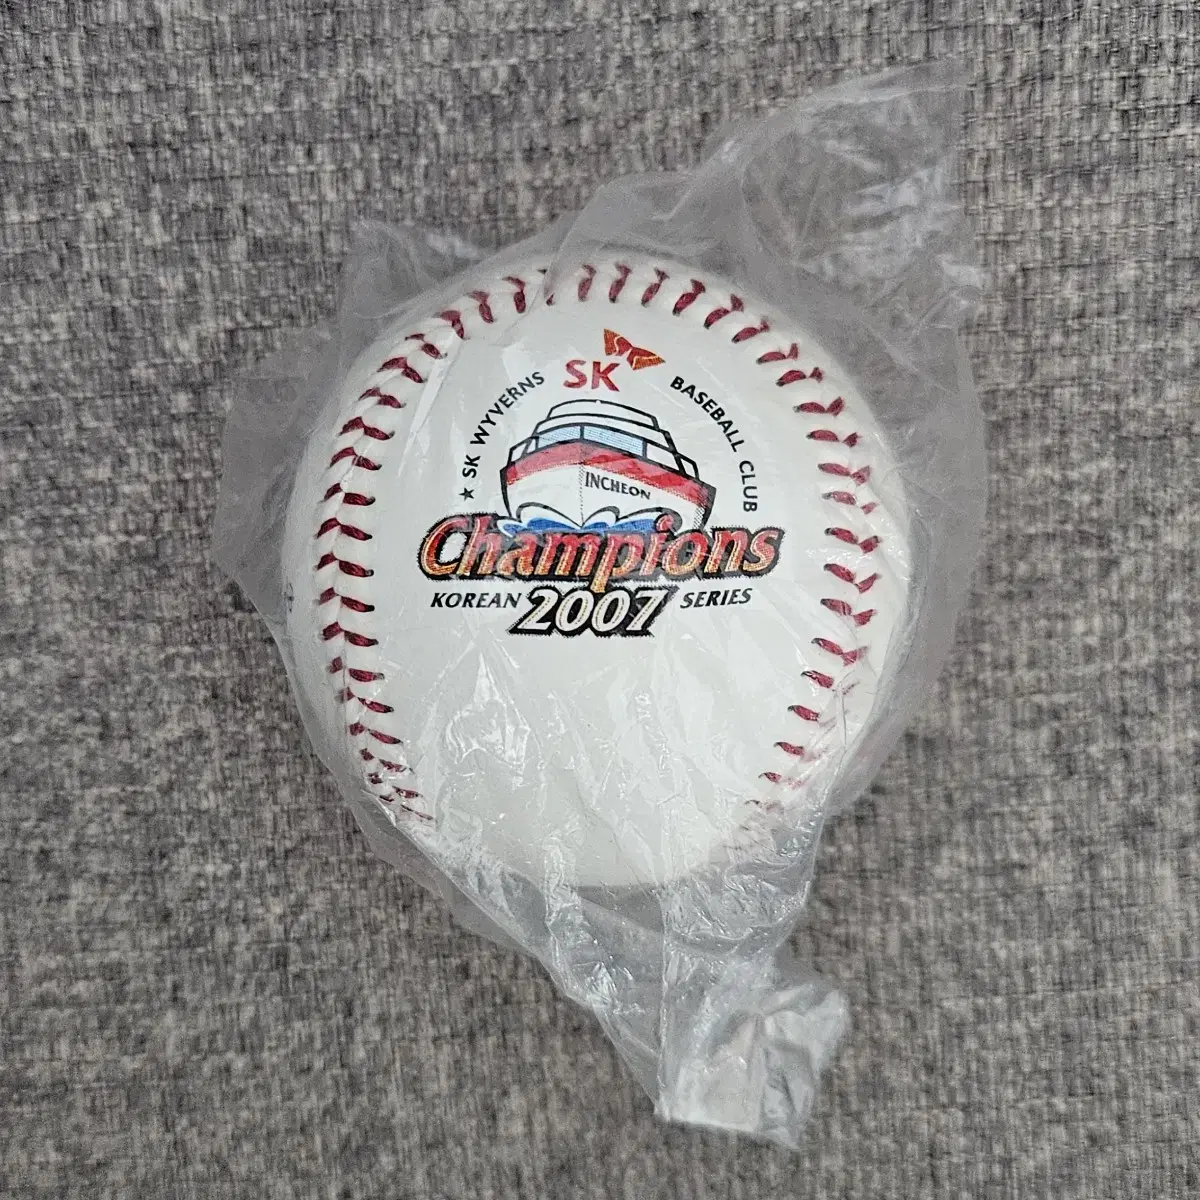 SK
★ SK WYVERNS BASEBALL CLUB
INCHEON
Champions
KOREAN 2007 SERIES